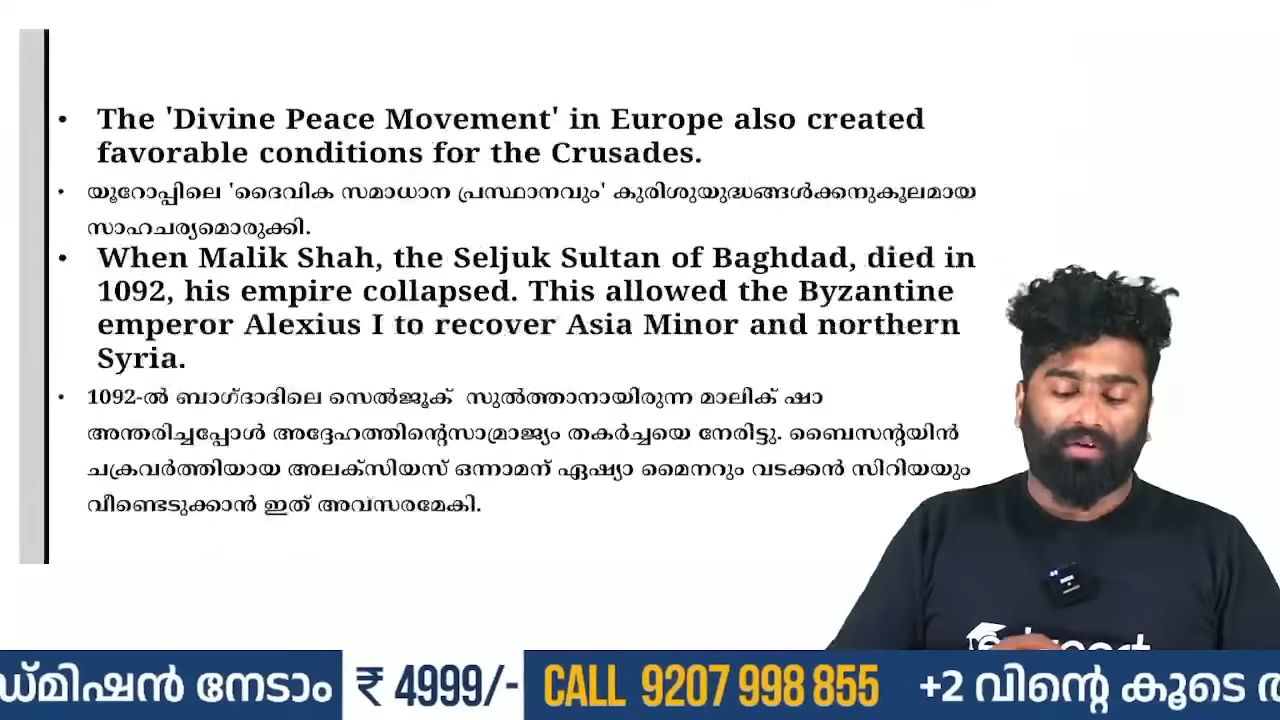 The 'Divine Peace Movement' in Europe also created
favorable conditions for the Crusades.
യൂറോപ്പിലെ 'ദൈവിക സമാധാന പ്രസ്ഥാനവും' കുരിശുയുദ്ധങ്ങൾക്കനുകൂലമായ
സാഹചര്യമൊരുക്കി.
When Malik Shah, the Seljuk Sultan of Baghdad, died in
1092, his empire collapsed. This allowed the Byzantine
emperor Alexius I to recover Asia Minor and northern
Syria.
1092-ൽ ബാഗ്ദാദിലെ സെൽജൂക് സുൽത്താനായിരുന്ന മാലിക് ഷാ
അന്തരിച്ചപ്പോൾ അദ്ദേഹത്തിന്റെസാമ്രാജ്യം തകർച്ചയെ നേരിട്ടു. ബൈസന്റയിൻ
ചക്രവർത്തിയായ അലക്സിയസ് ഒന്നാമന് ഏഷ്യാ മൈനറും വടക്കൻ സിറിയയും
വീണ്ടെടുക്കാൻ ഇത് അവസരമേകി.
ഡ്മിഷൻ നേടാം ₹ 4999/- CALL 9207 998 855 +2 വിന്റെ കൂടെ